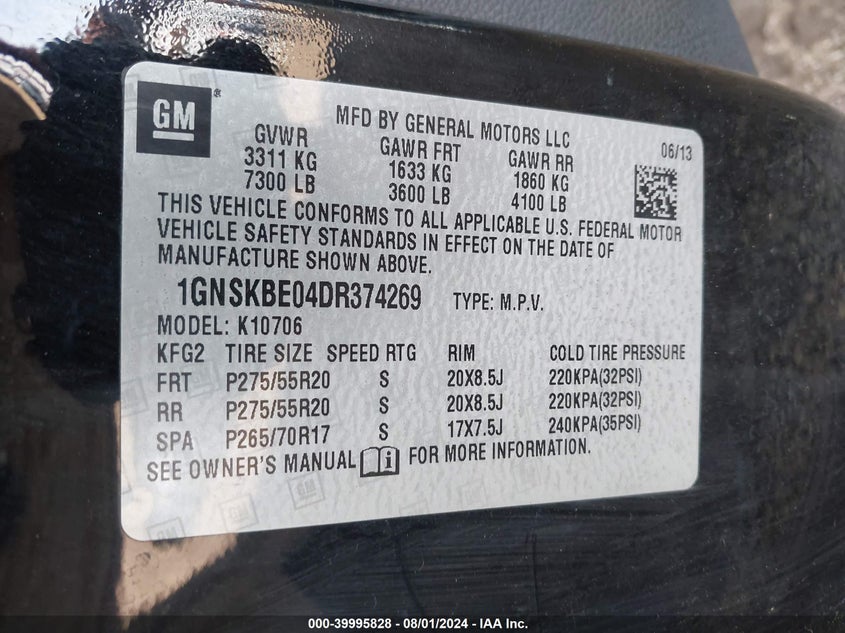 GM
MFD BY GENERAL MOTORS LLC
06/13
GVWR GAWR FRT GAWR RR
3311 KG 1633 KG 1860 KG
7300 LB 3600 LB 4100 LB
THIS VEHICLE CONFORMS TO ALL APPLICABLE U.S. FEDERAL MOTOR
VEHICLE SAFETY STANDARDS IN EFFECT ON THE DATE OF
MANUFACTURE SHOWN ABOVE.
1GNSKBE04DR374269 TYPE: M.P.V.
MODEL: K10706
KFG2 TIRE SIZE SPEED RTG RIM COLD TIRE PRESSURE
FRT P275/55R20 S 20X8.5J 220KPA(32PSI)
RR P275/55R20 S 20X8.5J 220KPA(32PSI)
SPA P265/70R17 S 17X7.5J 240KPA(35PSI)
SEE OWNER'S MANUAL FOR MORE INFORMATION.
000-39995828 - 08/01/2024 - IAA Inc.